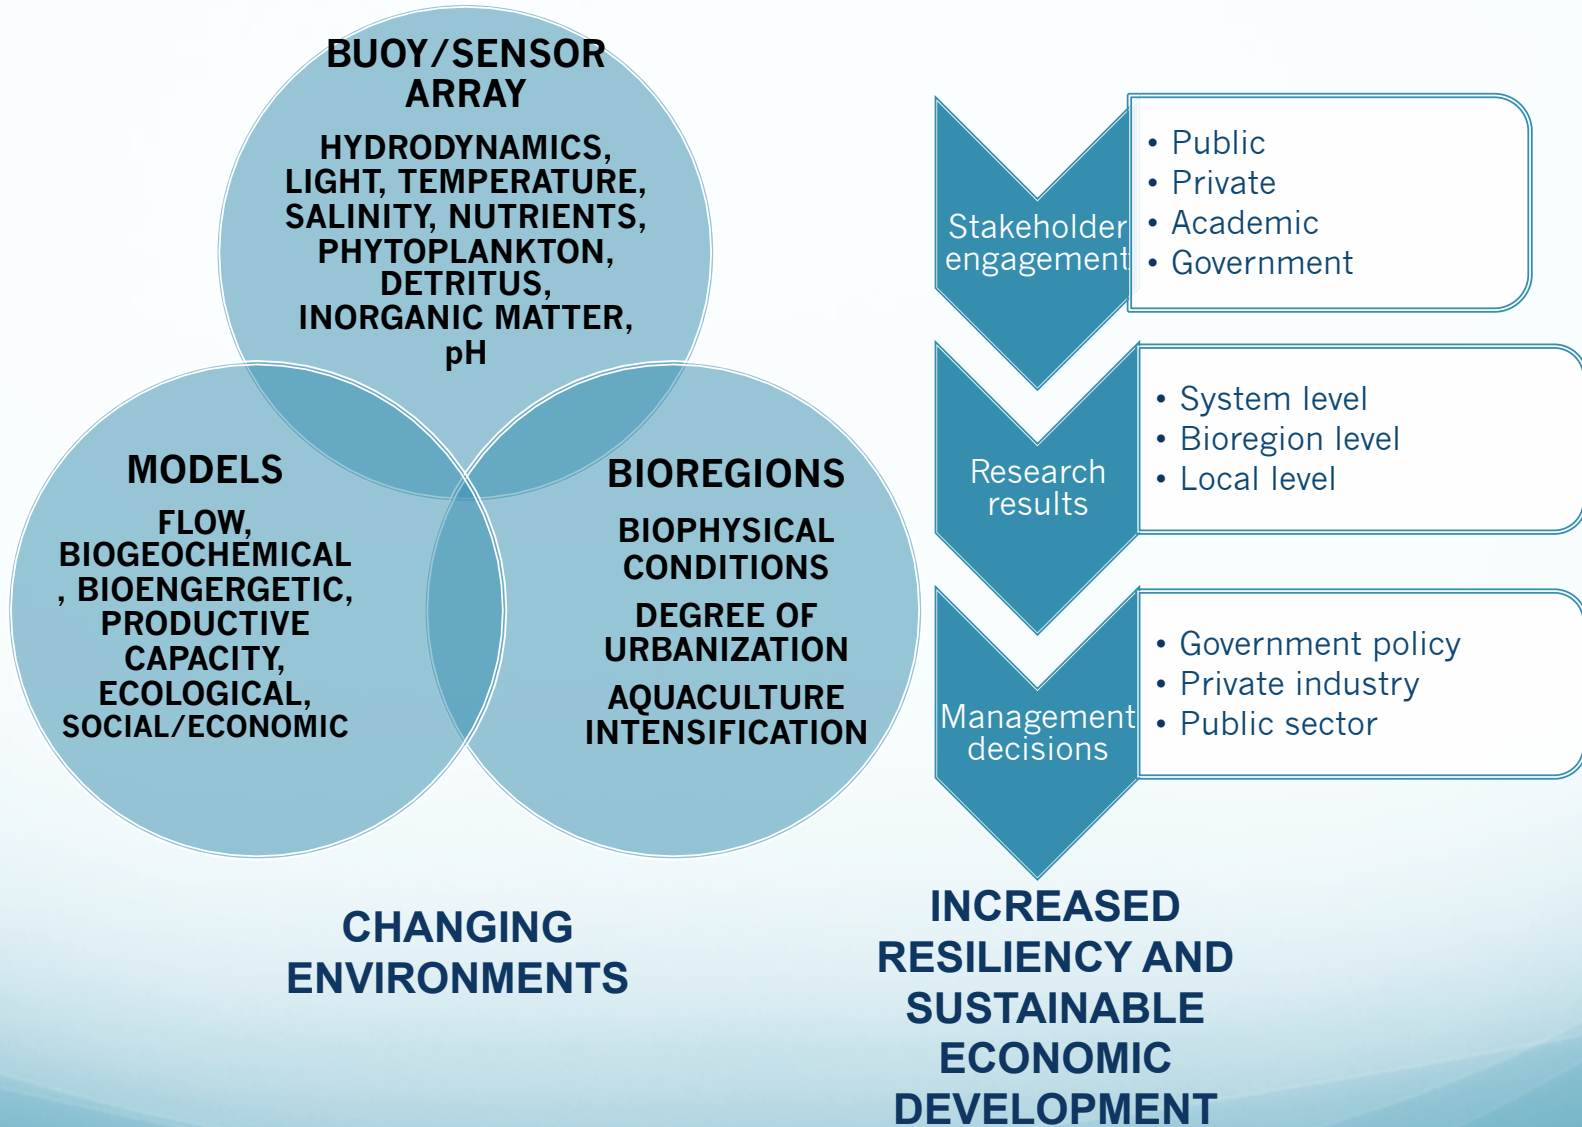 BUOY/SENSOR
ARRAY
HYDRODYNAMICS,
LIGHT, TEMPERATURE,
SALINITY, NUTRIENTS,
PHYTOPLANKTON,
DETRITUS,
INORGANIC MATTER,
pH
MODELS
FLOW,
BIOGEOCHEMICAL
, BIOENGERGETIC,
PRODUCTIVE
CAPACITY,
ECOLOGICAL,
SOCIAL/ECONOMIC
BIOREGIONS
BIOPHYSICAL
CONDITIONS
DEGREE OF
URBANIZATION
AQUACULTURE
INTENSIFICATION
CHANGING
ENVIRONMENTS
Stakeholder
engagement
• Public
• Private
• Academic
• Government
Research
results
• System level
• Bioregion level
• Local level
Management
decisions
• Government policy
• Private industry
• Public sector
INCREASED
RESILIENCY AND
SUSTAINABLE
ECONOMIC
DEVELOPMENT